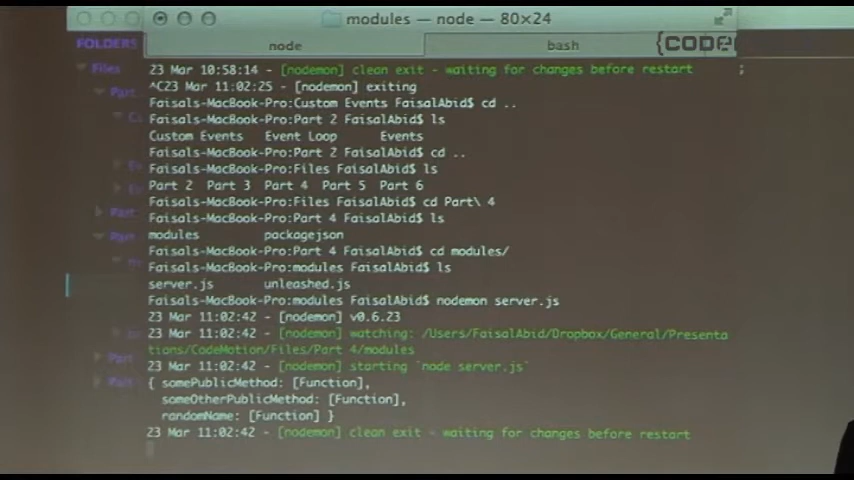 modules — node — 80×24
FOLDERS
node
bash
{CODE
Files
23 Mar 10:58:14 - [nodemon] clean exit - waiting for changes before restart
;
^C23 Mar 11:02:25 - [nodemon] exiting
Part
Faisals-MacBook-Pro:Custom Events FaisalAbid$ cd ..
Faisals-MacBook-Pro:Part 2 FaisalAbid$ ls
Custom Events Event Loop Events
Faisals-MacBook-Pro:Part 2 FaisalAbid$ cd ..
Faisals-MacBook-Pro:Files FaisalAbid$ ls
Part 2 Part 3 Part 4 Part 5 Part 6
Faisals-MacBook-Pro:Files FaisalAbid$ cd Part\ 4
Part
Faisals-MacBook-Pro:Part 4 FaisalAbid$ ls
Part
modules packagejson
Faisals-MacBook-Pro:Part 4 FaisalAbid$ cd modules/
Faisals-MacBook-Pro:modules FaisalAbid$ ls
server.js unleashed.js
Faisals-MacBook-Pro:modules FaisalAbid$ nodemon server.js
23 Mar 11:02:42 - [nodemon] v0.6.23
23 Mar 11:02:42 - [nodemon] watching: /Users/FaisalAbid/Dropbox/General/Presenta
tions/CodeMotion/Files/Part 4/modules
Part
23 Mar 11:02:42 - [nodemon] starting `node server.js`
Part
{ somePublicMethod: [Function],
someOtherPublicMethod: [Function],
randomName: [Function] }
23 Mar 11:02:42 - [nodemon] clean exit - waiting for changes before restart